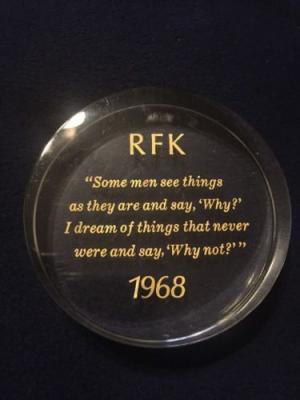 RFK
“Some men see things
as they are and say, ‘Why?’
I dream of things that never
were and say, ‘Why not?’”
1968